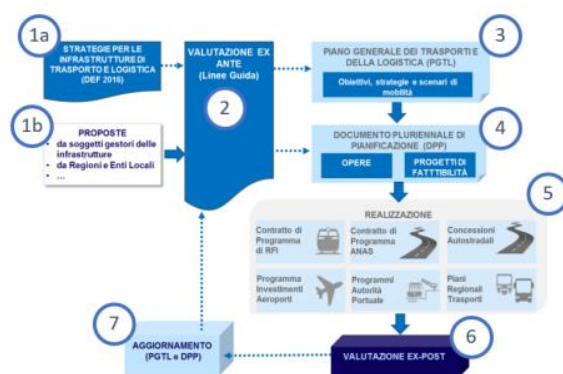 1a
STRATEGIE PER LE
INFRASTRUTTURE DI
TRASPORTO E LOGISTICA
(DEF 2016)
1b
PROPOSTE
• da soggetti gestori delle
infrastrutture
• da Regioni e Enti Locali
• ...
VALUTAZIONE EX
ANTE
(Linee Guida)
2
3
PIANO GENERALE DEI TRASPORTI E
DELLA LOGISTICA (PGTL)
Obiettivi, strategie e scenari di
mobilità
4
DOCUMENTO PLURIENNALE DI
PIANIFICAZIONE (DPP)
OPERE
PROGETTI DI
FATTTIBILITÀ
5
REALIZZAZIONE
Contratto di
Programma
di RFI
Contratto di
Programma
ANAS
Concessioni
Autostradali
Programma
Investimenti
Aeroporti
Programmi
Autorità
Portuale
Piani
Regionali
Trasporti
6
VALUTAZIONE EX-POST
7
AGGIORNAMENTO
(PGTL e DPP)